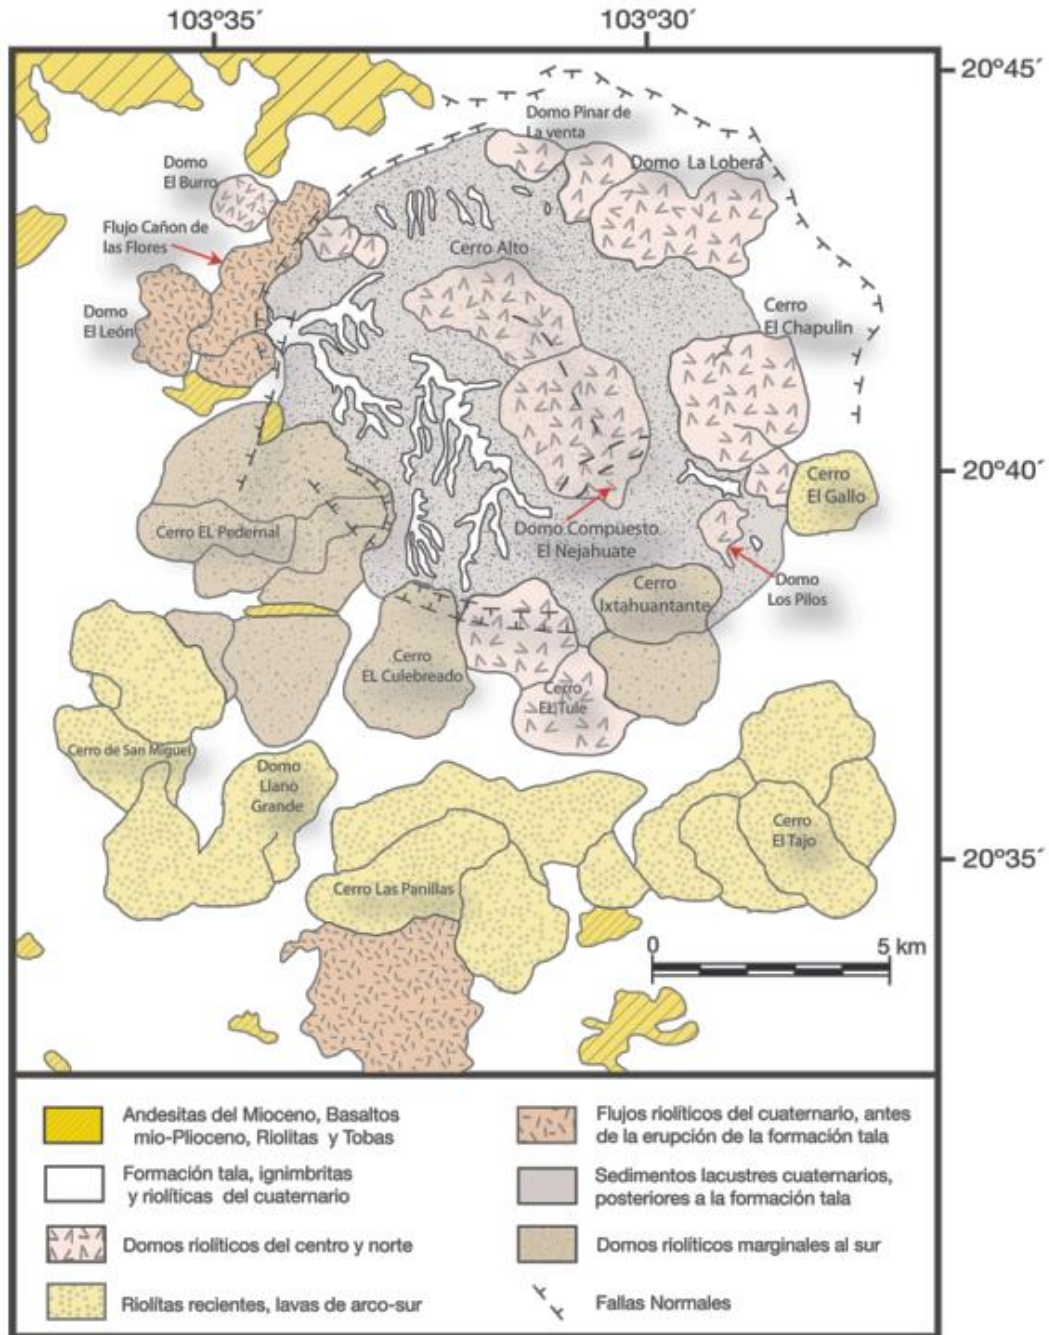 103º35´
103º30´
20º45´
Domo Pinar de
La venta
Domo La Lobera
Domo
El Burro
Flujo Cañon de
las Flores
Cerro Alto
Domo
El León
Cerro
El Chapulin
20º40´
Cerro
El Gallo
Cerro EL Pedernal
Domo Compuesto
El Nejahuate
Domo
Los Pilos
Cerro
Ixtahuantante
Cerro
EL Culebreado
Cerro
EL Tule
Cerro de San Miguel
Domo
Llano
Grande
Cerro
El Tajo
20º35´
Cerro Las Panillas
0 5 km
Andesitas del Mioceno, Basaltos
mio-Plioceno, Riolitas y Tobas
Formación tala, ignimbritas
y riolíticas del cuaternario
Domos riolíticos del centro y norte
Riolitas recientes, lavas de arco-sur
Flujos riolíticos del cuaternario, antes
de la erupción de la formación tala
Sedimentos lacustres cuaternarios,
posteriores a la formación tala
Domos riolíticos marginales al sur
Fallas Normales